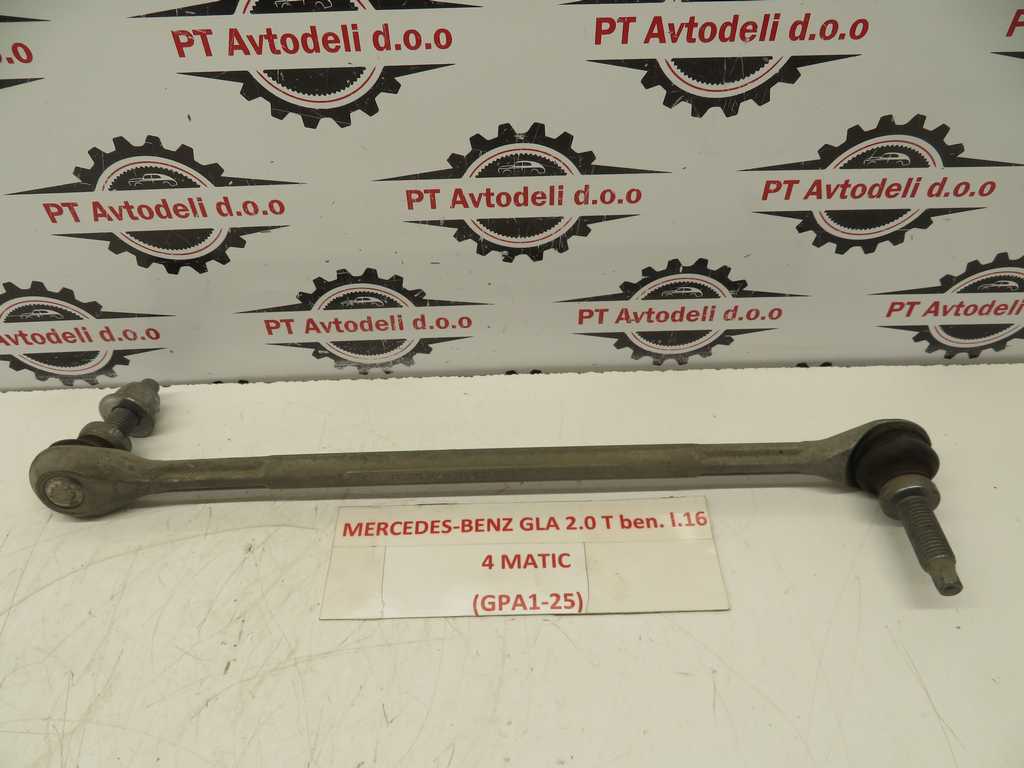 PT Avtodeli d.o.o
PT Avtodeli d.o.o
PT Avtodeli d.o.o
PT Avtodeli d.o.o
PT Avtodeli d.o.o
Avtodeli d.o.o
PT Avtodeli d.o.o
PT Avtodeli d.o.o
PT Avtodeli
MERCEDES-BENZ GLA 2.0 T ben. l.16
4 MATIC
(GPA1-25)